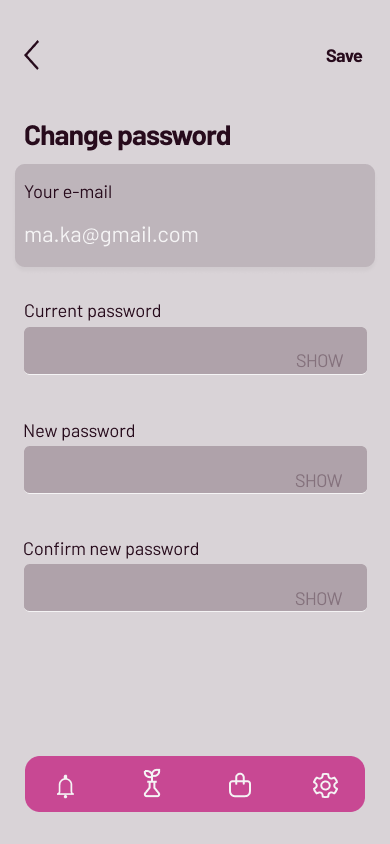 Save
Change password
Your e-mail
ma.ka@gmail.com
Current password
SHOW
New password
SHOW
Confirm new password
SHOW